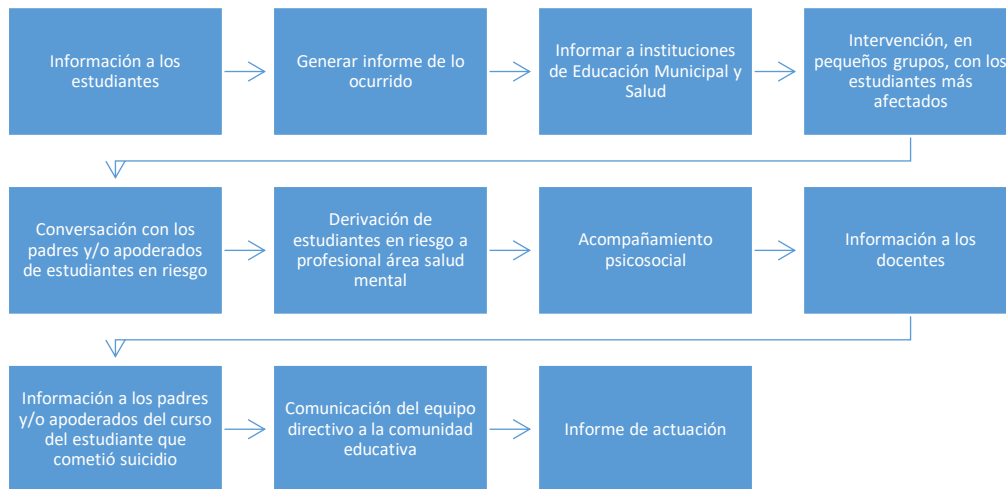 Información a los
estudiantes
Generar informe de lo
ocurrido
Informar a instituciones
de Educación Municipal y
Salud
Intervención, en
pequeños grupos, con los
estudiantes más
afectados
Conversación con los
padres y/o apoderados
de estudiantes en riesgo
Derivación de
estudiantes en riesgo a
profesional área salud
mental
Acompañamiento
psicosocial
Información a los
docentes
Información a los padres
y/o apoderados del curso
del estudiante que
cometió suicidio
Comunicación del equipo
directivo a la comunidad
educativa
Informe de actuación